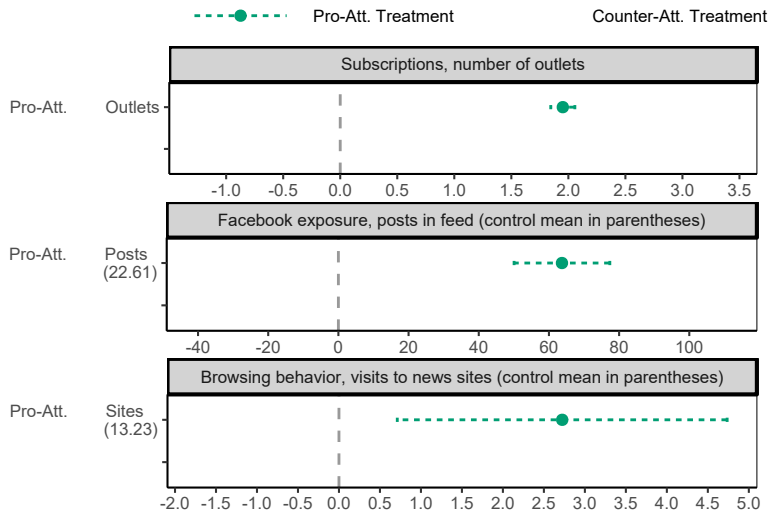 Pro-Att. Treatment Counter-Att. Treatment
Subscriptions, number of outlets
Pro-Att. Outlets
-1.0 -0.5 0.0 0.5 1.0 1.5 2.0 2.5 3.0 3.5
Facebook exposure, posts in feed (control mean in parentheses)
Pro-Att. Posts
(22.61)
-40 -20 0 20 40 60 80 100
Browsing behavior, visits to news sites (control mean in parentheses)
Pro-Att. Sites
(13.23)
-2.0 -1.5 -1.0 -0.5 0.0 0.5 1.0 1.5 2.0 2.5 3.0 3.5 4.0 4.5 5.0